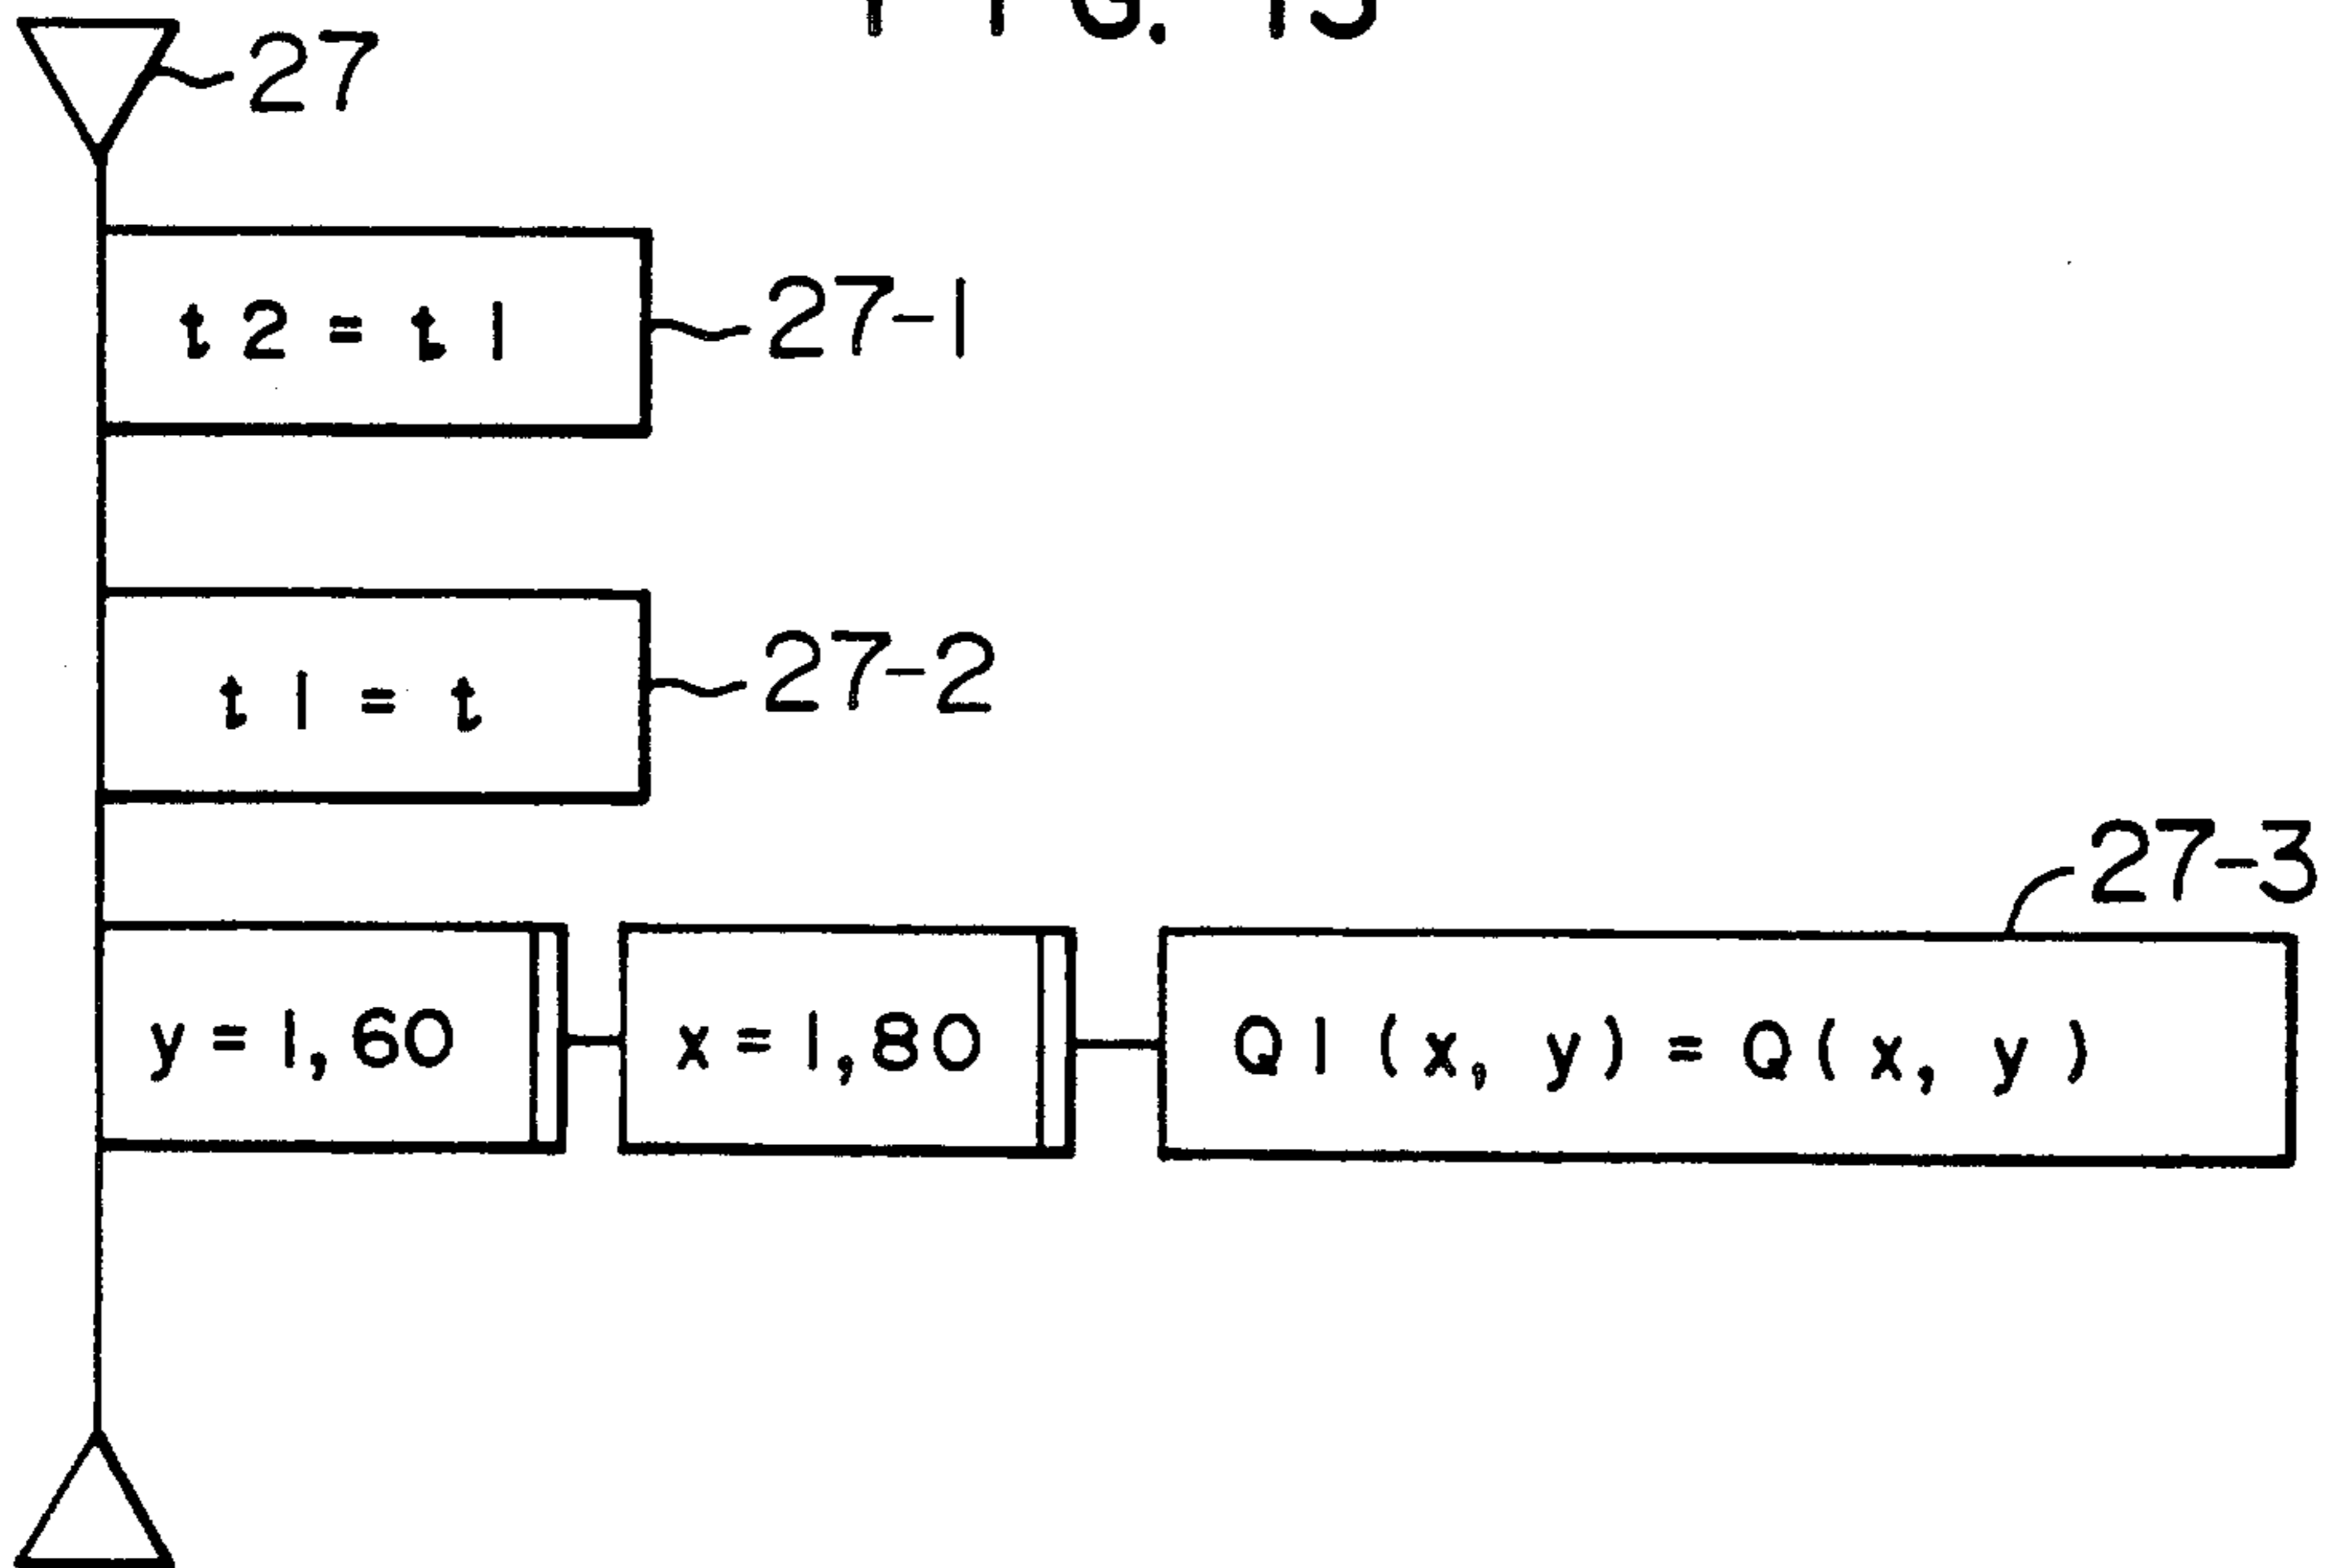 27
t2 = t1
27-1
t1 = t
27-2
27-3
y = 1,60
x = 1,80
Q1 (x, y) = Q(x, y)